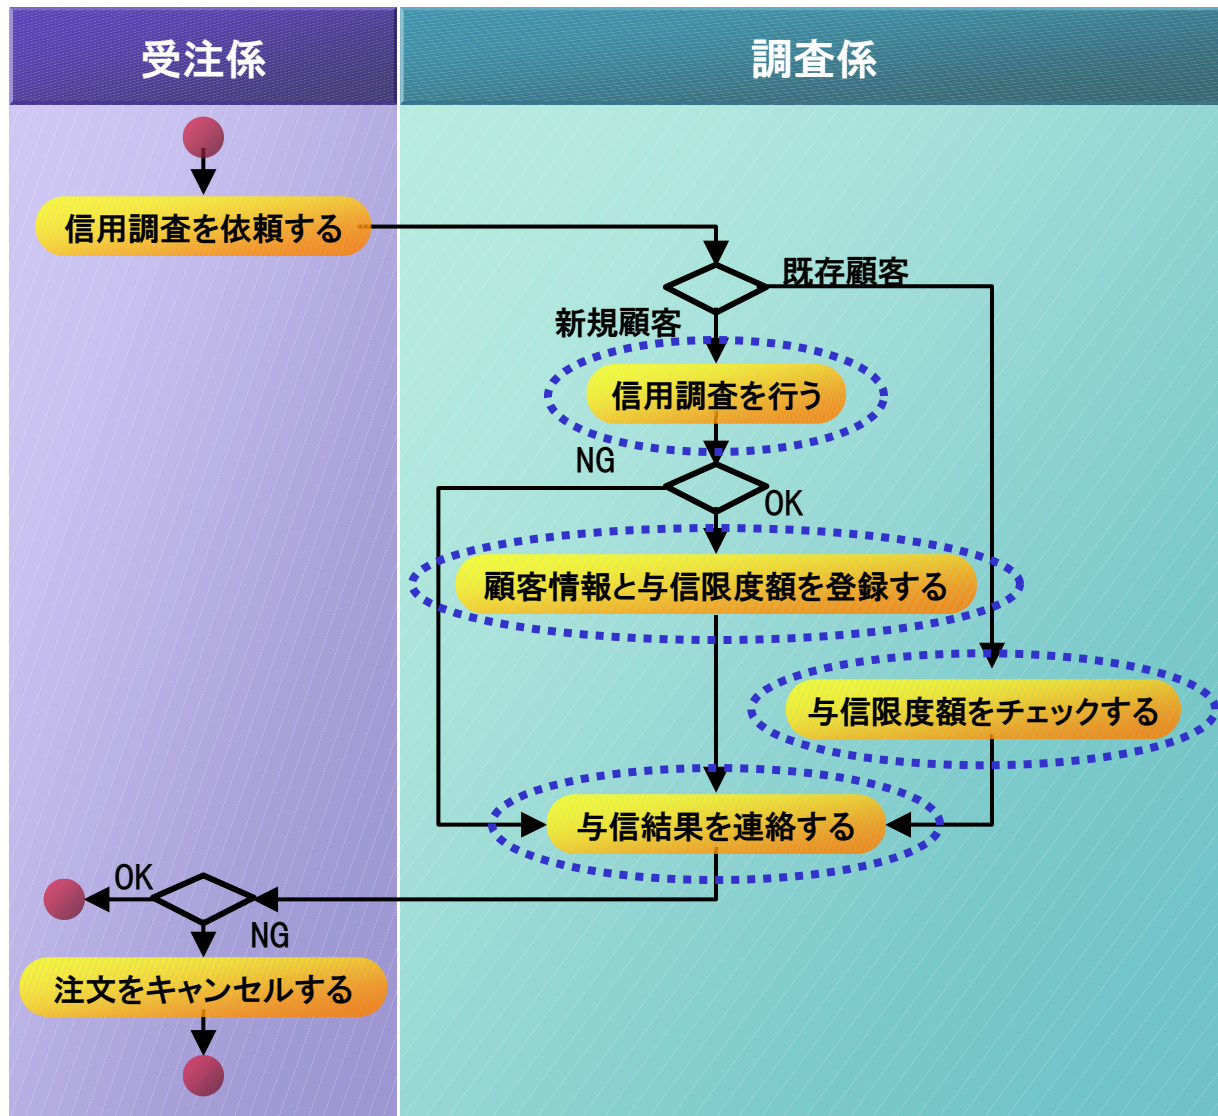 受注係
調査係
信用調査を依頼する
既存顧客
新規顧客
信用調査を行う
NG
OK
顧客情報と与信限度額を登録する
与信限度額をチェックする
与信結果を連絡する
OK
NG
注文をキャンセルする